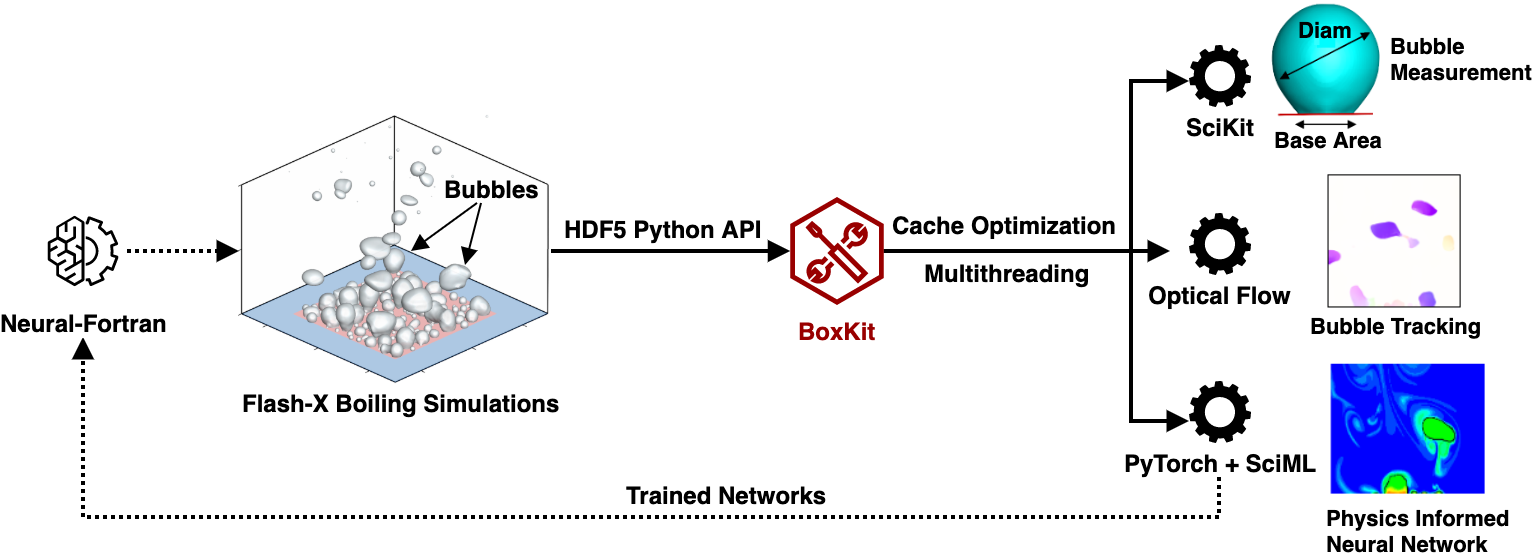 Neural-Fortran
Bubbles
Flash-X Boiling Simulations
HDF5 Python API
BoxKit
Cache Optimization
Multithreading
SciKit
Diam
Bubble
Measurement
Base Area
Optical Flow
Bubble Tracking
PyTorch + SciML
Physics Informed
Neural Network
Trained Networks